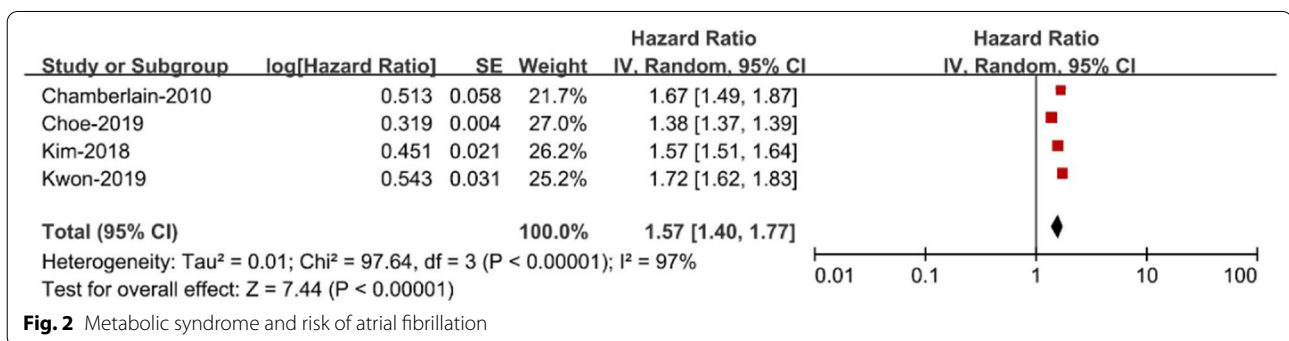 Hazard Ratio Hazard Ratio
Study or Subgroup log[Hazard Ratio] SE Weight IV, Random, 95% CI IV, Random, 95% CI
Chamberlain-2010 0.513 0.058 21.7% 1.67 [1.49, 1.87]
Choe-2019 0.319 0.004 27.0% 1.38 [1.37, 1.39]
Kim-2018 0.451 0.021 26.2% 1.57 [1.51, 1.64]
Kwon-2019 0.543 0.031 25.2% 1.72 [1.62, 1.83]
Total (95% CI) 100.0% 1.57 [1.40, 1.77]
Heterogeneity: Tau² = 0.01; Chi² = 97.64, df = 3 (P < 0.00001); I² = 97%
Test for overall effect: Z = 7.44 (P < 0.00001)
0.01 0.1 1 10 100
Fig. 2 Metabolic syndrome and risk of atrial fibrillation